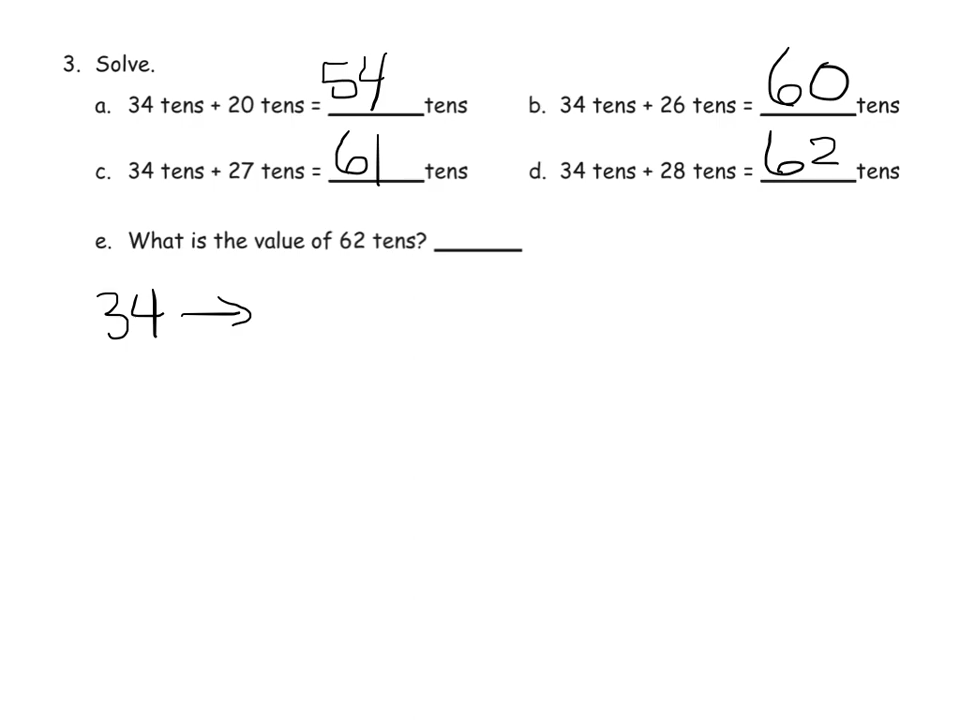 3. Solve.
a. 34 tens + 20 tens = 54 tens b. 34 tens + 26 tens = 60 tens
c. 34 tens + 27 tens = 61 tens d. 34 tens + 28 tens = 62 tens
e. What is the value of 62 tens? ______
34 →